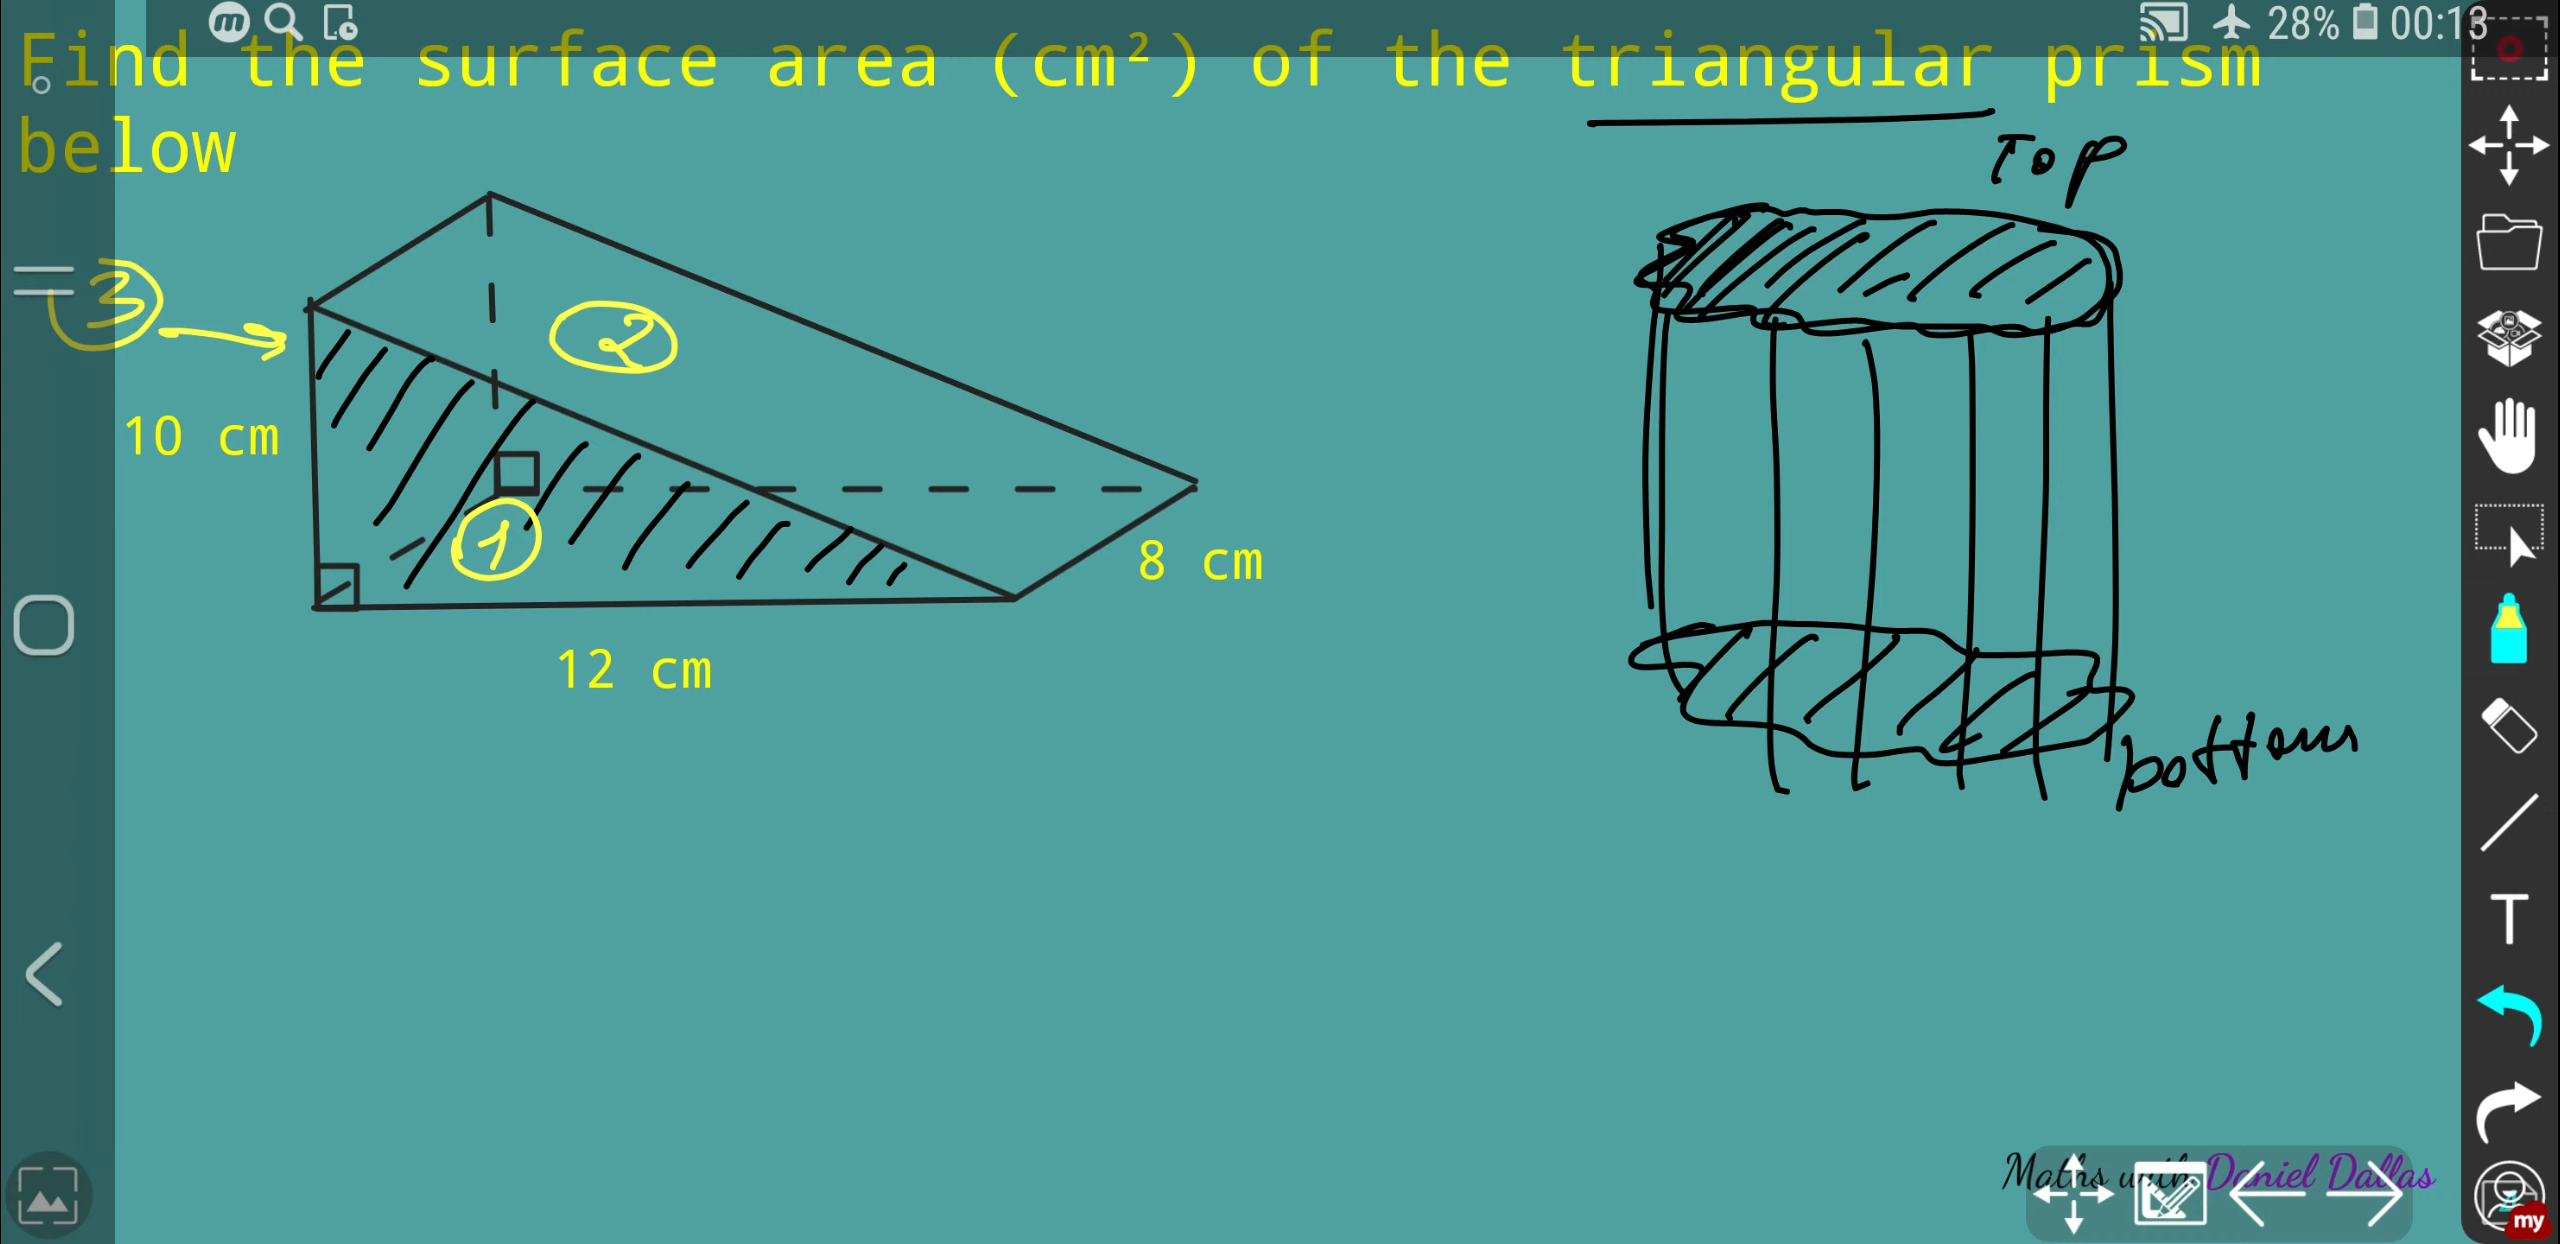 28% 00:13
Find the surface area (cm²) of the triangular prism
below
Top
3
2
10 cm
1
8 cm
12 cm
bottom
Maths with Daniel Dallas
T
my